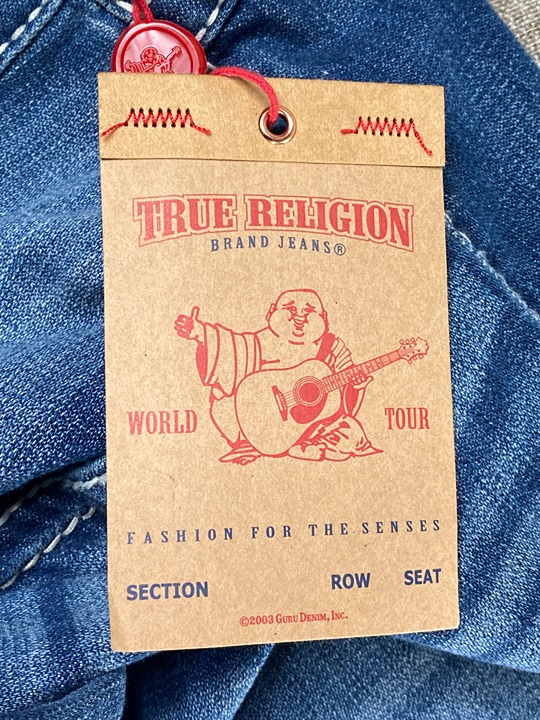 TRUE RELIGION
BRAND JEANS®
WORLD TOUR
FASHION FOR THE SENSES
SECTION ROW SEAT
©2003 GURU DENIM, INC.